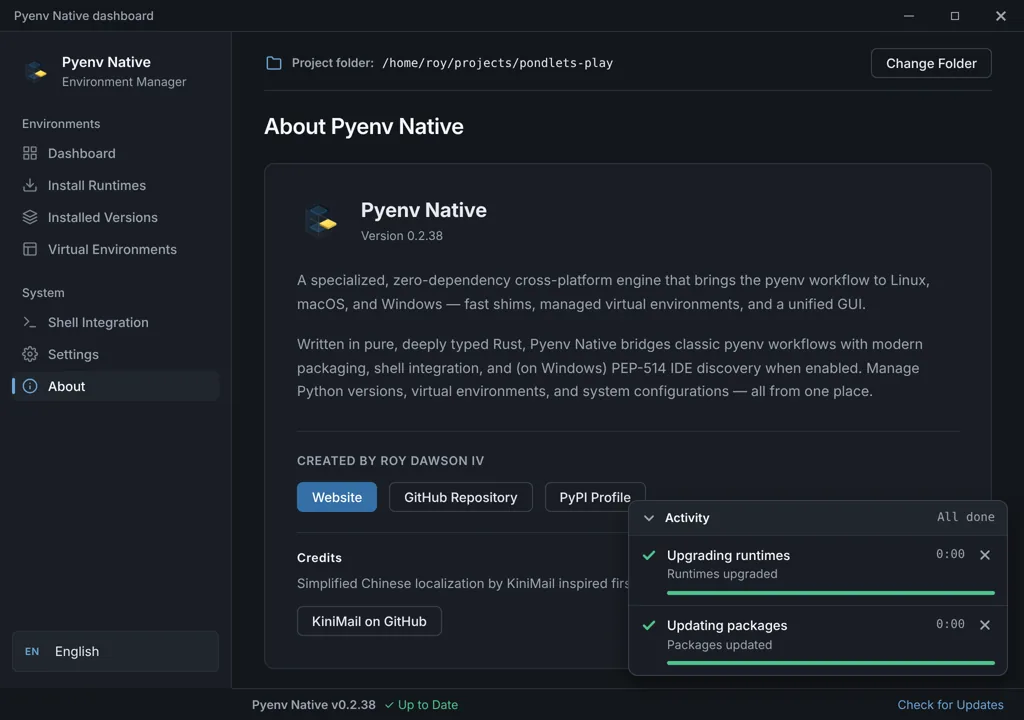 Pyenv Native dashboard
Pyenv Native
Environment Manager
Environments
Dashboard
Install Runtimes
Installed Versions
Virtual Environments
System
Shell Integration
Settings
About
EN English
Project folder: /home/roy/projects/pondlets-play
Change Folder
About Pyenv Native
Pyenv Native
Version 0.2.38
A specialized, zero-dependency cross-platform engine that brings the pyenv workflow to Linux,
macOS, and Windows — fast shims, managed virtual environments, and a unified GUI.
Written in pure, deeply typed Rust, Pyenv Native bridges classic pyenv workflows with modern
packaging, shell integration, and (on Windows) PEP-514 IDE discovery when enabled. Manage
Python versions, virtual environments, and system configurations — all from one place.
CREATED BY ROY DAWSON IV
Website GitHub Repository PyPI Profile
Credits
Simplified Chinese localization by KiniMail inspired
KiniMail on GitHub
Activity All done
Upgrading runtimes 0:00
Runtimes upgraded
Updating packages 0:00
Packages updated
Pyenv Native v0.2.38 Up to Date
Check for Updates